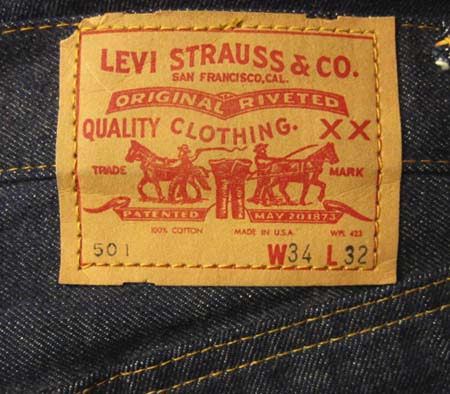 LEVI STRAUSS & CO.
SAN FRANCISCO, CAL.
ORIGINAL RIVETED
QUALITY CLOTHING. XX
TRADE MARK
PATENTED MAY 20 1873
100% COTTON MADE IN U.S.A. WPL 423
501 W34 L 32